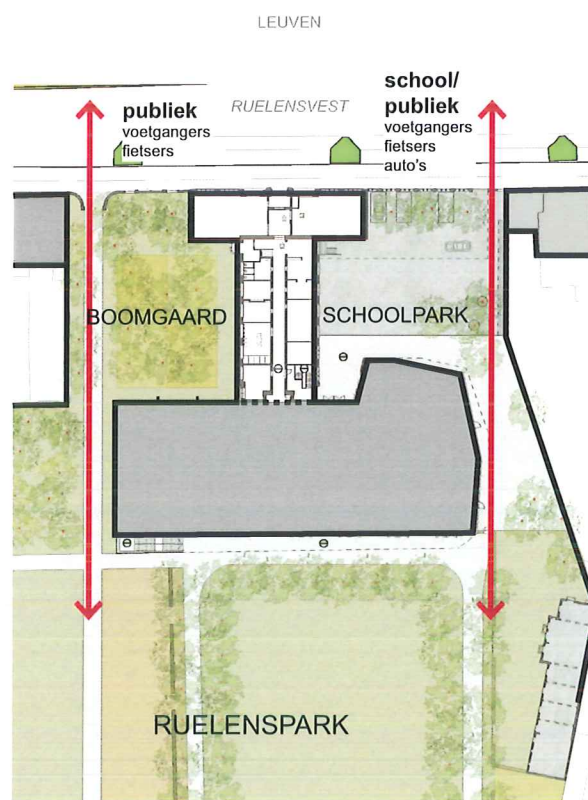 LEUVEN
publiek
voetgangers
fietsers
RUELENSVEST
school/
publiek
voetgangers
fietsers
auto's
BOOMGAARD
SCHOOLPARK
RUELENSPARK